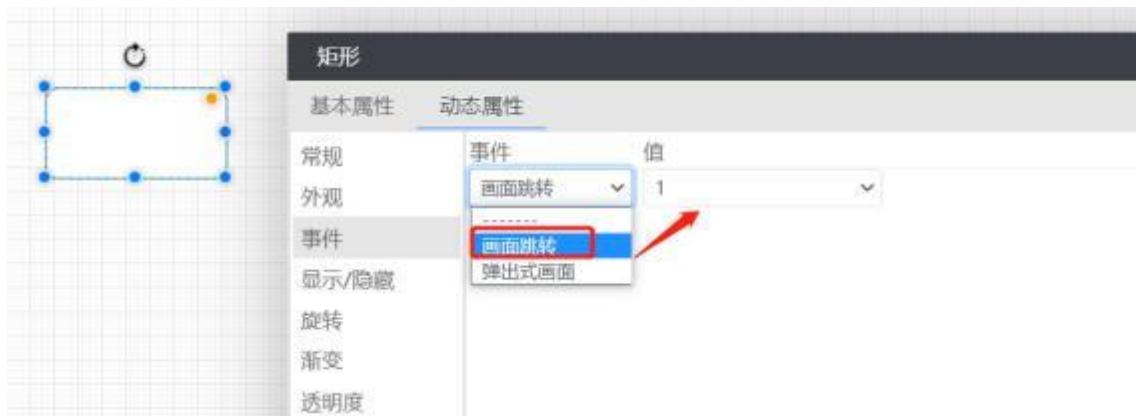 矩形
基本属性 动态属性
常规 事件 值
外观 画面跳转 1
-------
事件 画面跳转
显示/隐藏 弹出式画面
旋转
渐变
透明度